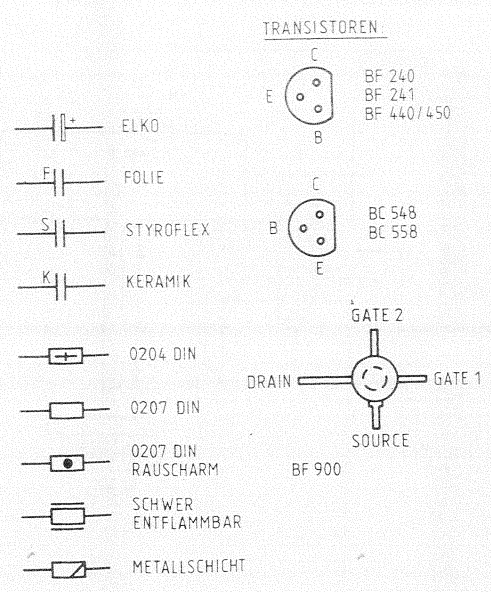 TRANSISTOREN:
C
E
B
BF 240
BF 241
BF 440/450
+
ELKO
F
FOLIE
S
STYROFLEX
K
KERAMIK
C
B
E
BC 548
BC 558
GATE 2
DRAIN
GATE 1
SOURCE
BF 900
0204 DIN
0207 DIN
0207 DIN
RAUSCHARM
SCHWER
ENTFLAMMBAR
METALLSCHICHT